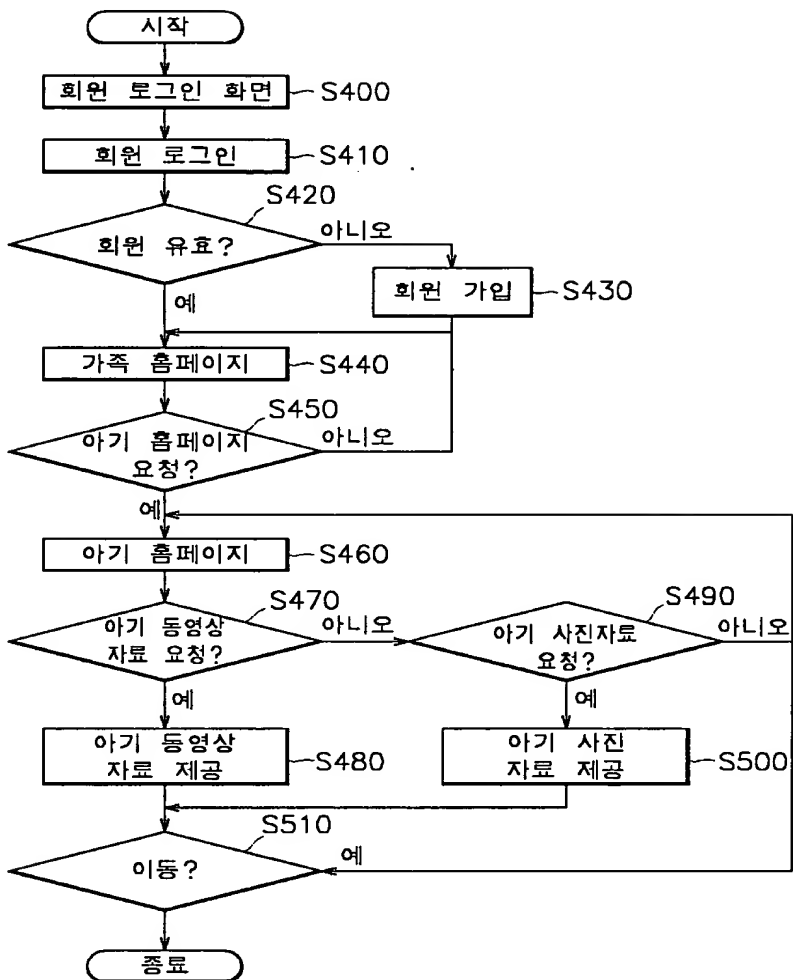 시작
회원 로그인 화면
S400
회원 로그인
S410
S420
회원 유효?
아니오
예
회원 가입
S430
가족 홈페이지
S440
S450
아기 홈페이지
요청?
아니오
예
아기 홈페이지
S460
S470
아기 동영상
자료 요청?
아니오
S490
아기 사진자료
요청?
아니오
예
예
아기 동영상
자료 제공
S480
아기 사진
자료 제공
S500
S510
이동?
예
종료